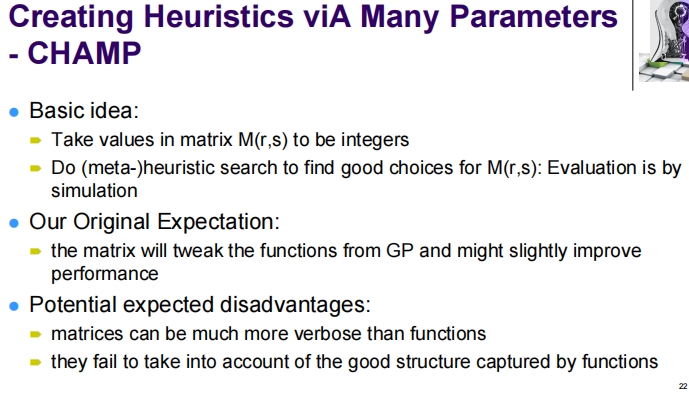 Creating Heuristics viA Many Parameters
- CHAMP
Basic idea:
Take values in matrix M(r,s) to be integers
Do (meta-)heuristic search to find good choices for M(r,s): Evaluation is by
simulation
Our Original Expectation:
the matrix will tweak the functions from GP and might slightly improve
performance
Potential expected disadvantages:
matrices can be much more verbose than functions
they fail to take into account of the good structure captured by functions
22